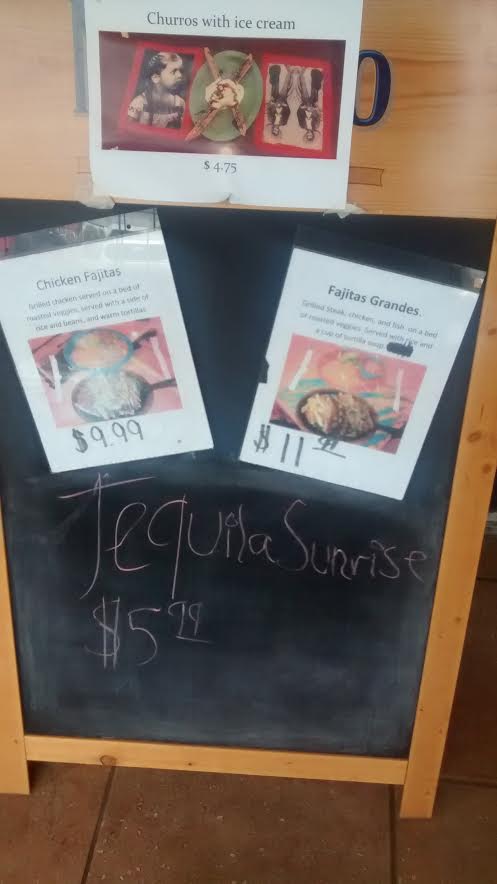 Churros with ice cream
$ 4.75
Chicken Fajitas
Grilled chicken served on a bed of
roasted veggies, served with a side of
rice and beans, and warm tortillas
$9.99
Fajitas Grandes
Grilled Steak, chicken, and fish on a bed
of roasted veggies. Served with rice and
a cup of tortilla soup
$11.99
Tequila Sunrise
$5.99